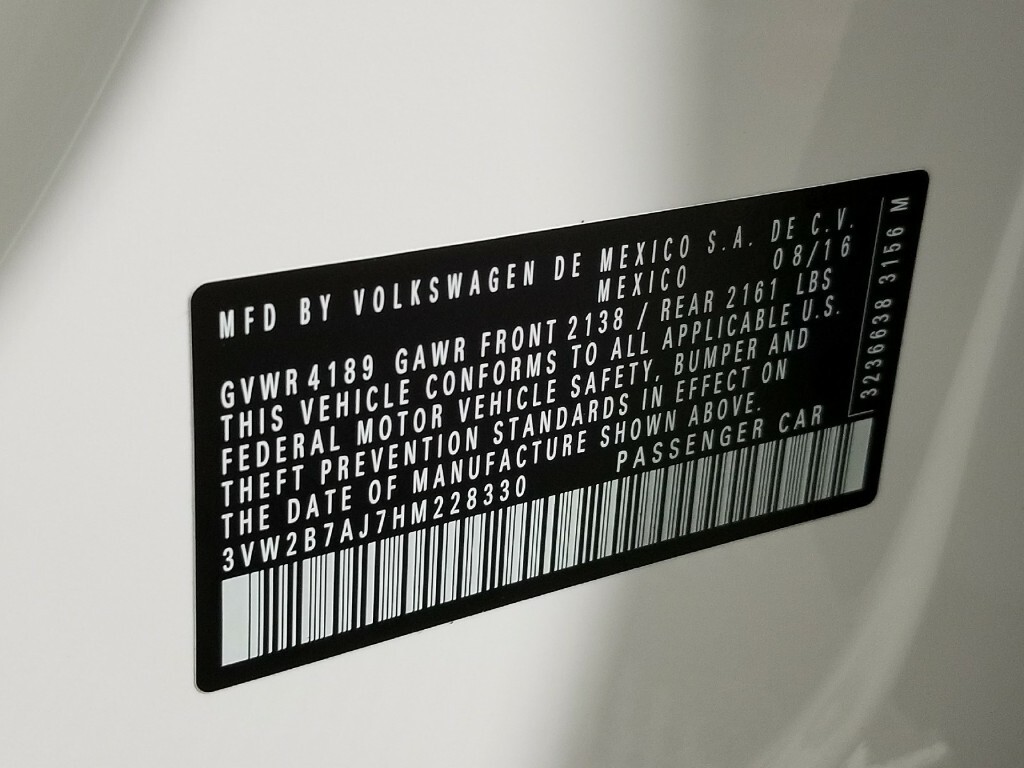 MFD BY VOLKSWAGEN DE MEXICO S.A. DE C.V.
MEXICO 08/16
GVWR 4189 GAWR FRONT 2138 / REAR 2161 LBS
THIS VEHICLE CONFORMS TO ALL APPLICABLE U.S.
FEDERAL MOTOR VEHICLE SAFETY, BUMPER AND
THEFT PREVENTION STANDARDS IN EFFECT ON
THE DATE OF MANUFACTURE SHOWN ABOVE.
3VW2B7AJ7HM228330 PASSENGER CAR
3236638 3156 M